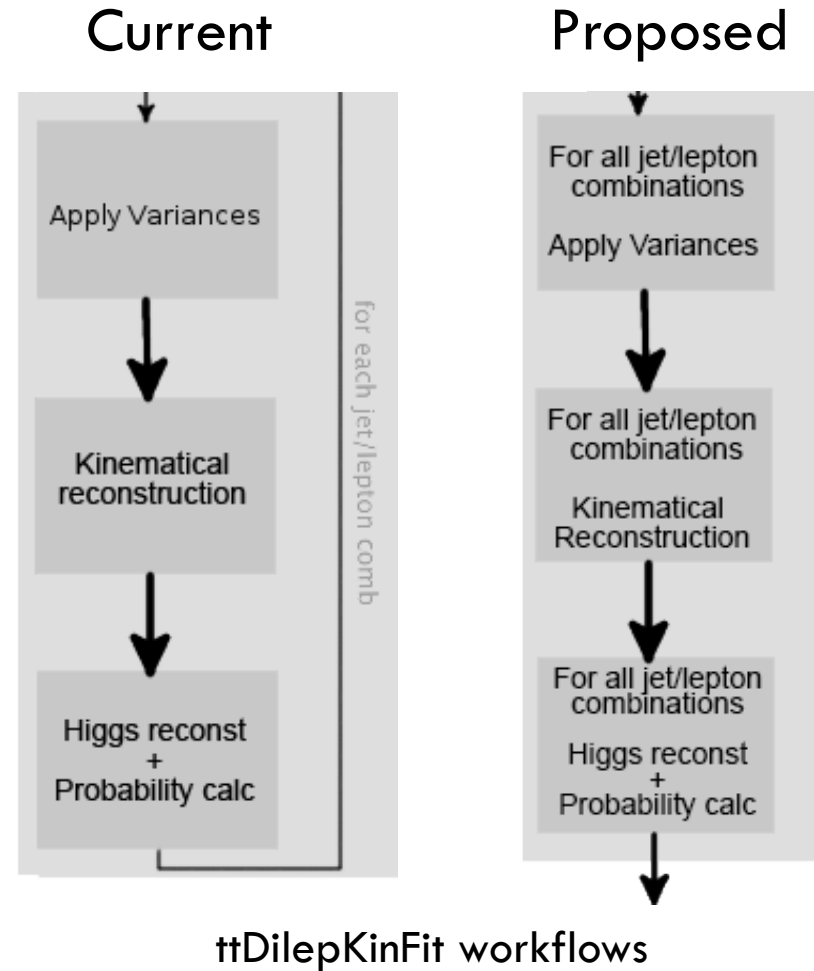 Current
Apply Variances
Kinematical
reconstruction
Higgs reconst
+
Probability calc
for each jet/lepton comb
Proposed
For all jet/lepton
combinations
Apply Variances
For all jet/lepton
combinations
Kinematical
Reconstruction
For all jet/lepton
combinations
Higgs reconst
+
Probability calc
ttDilepKinFit workflows